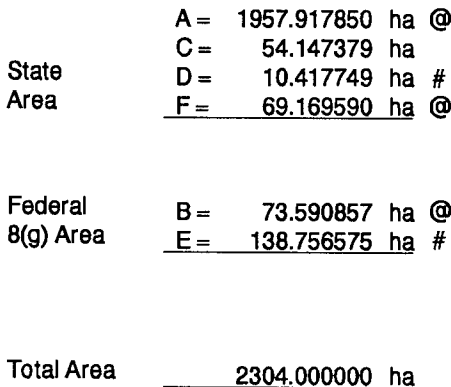 A = 1957.917850 ha @
C = 54.147379 ha
State Area D = 10.417749 ha #
F = 69.169590 ha @
Federal 8(g) Area B = 73.590857 ha @
E = 138.756575 ha #
Total Area 2304.000000 ha